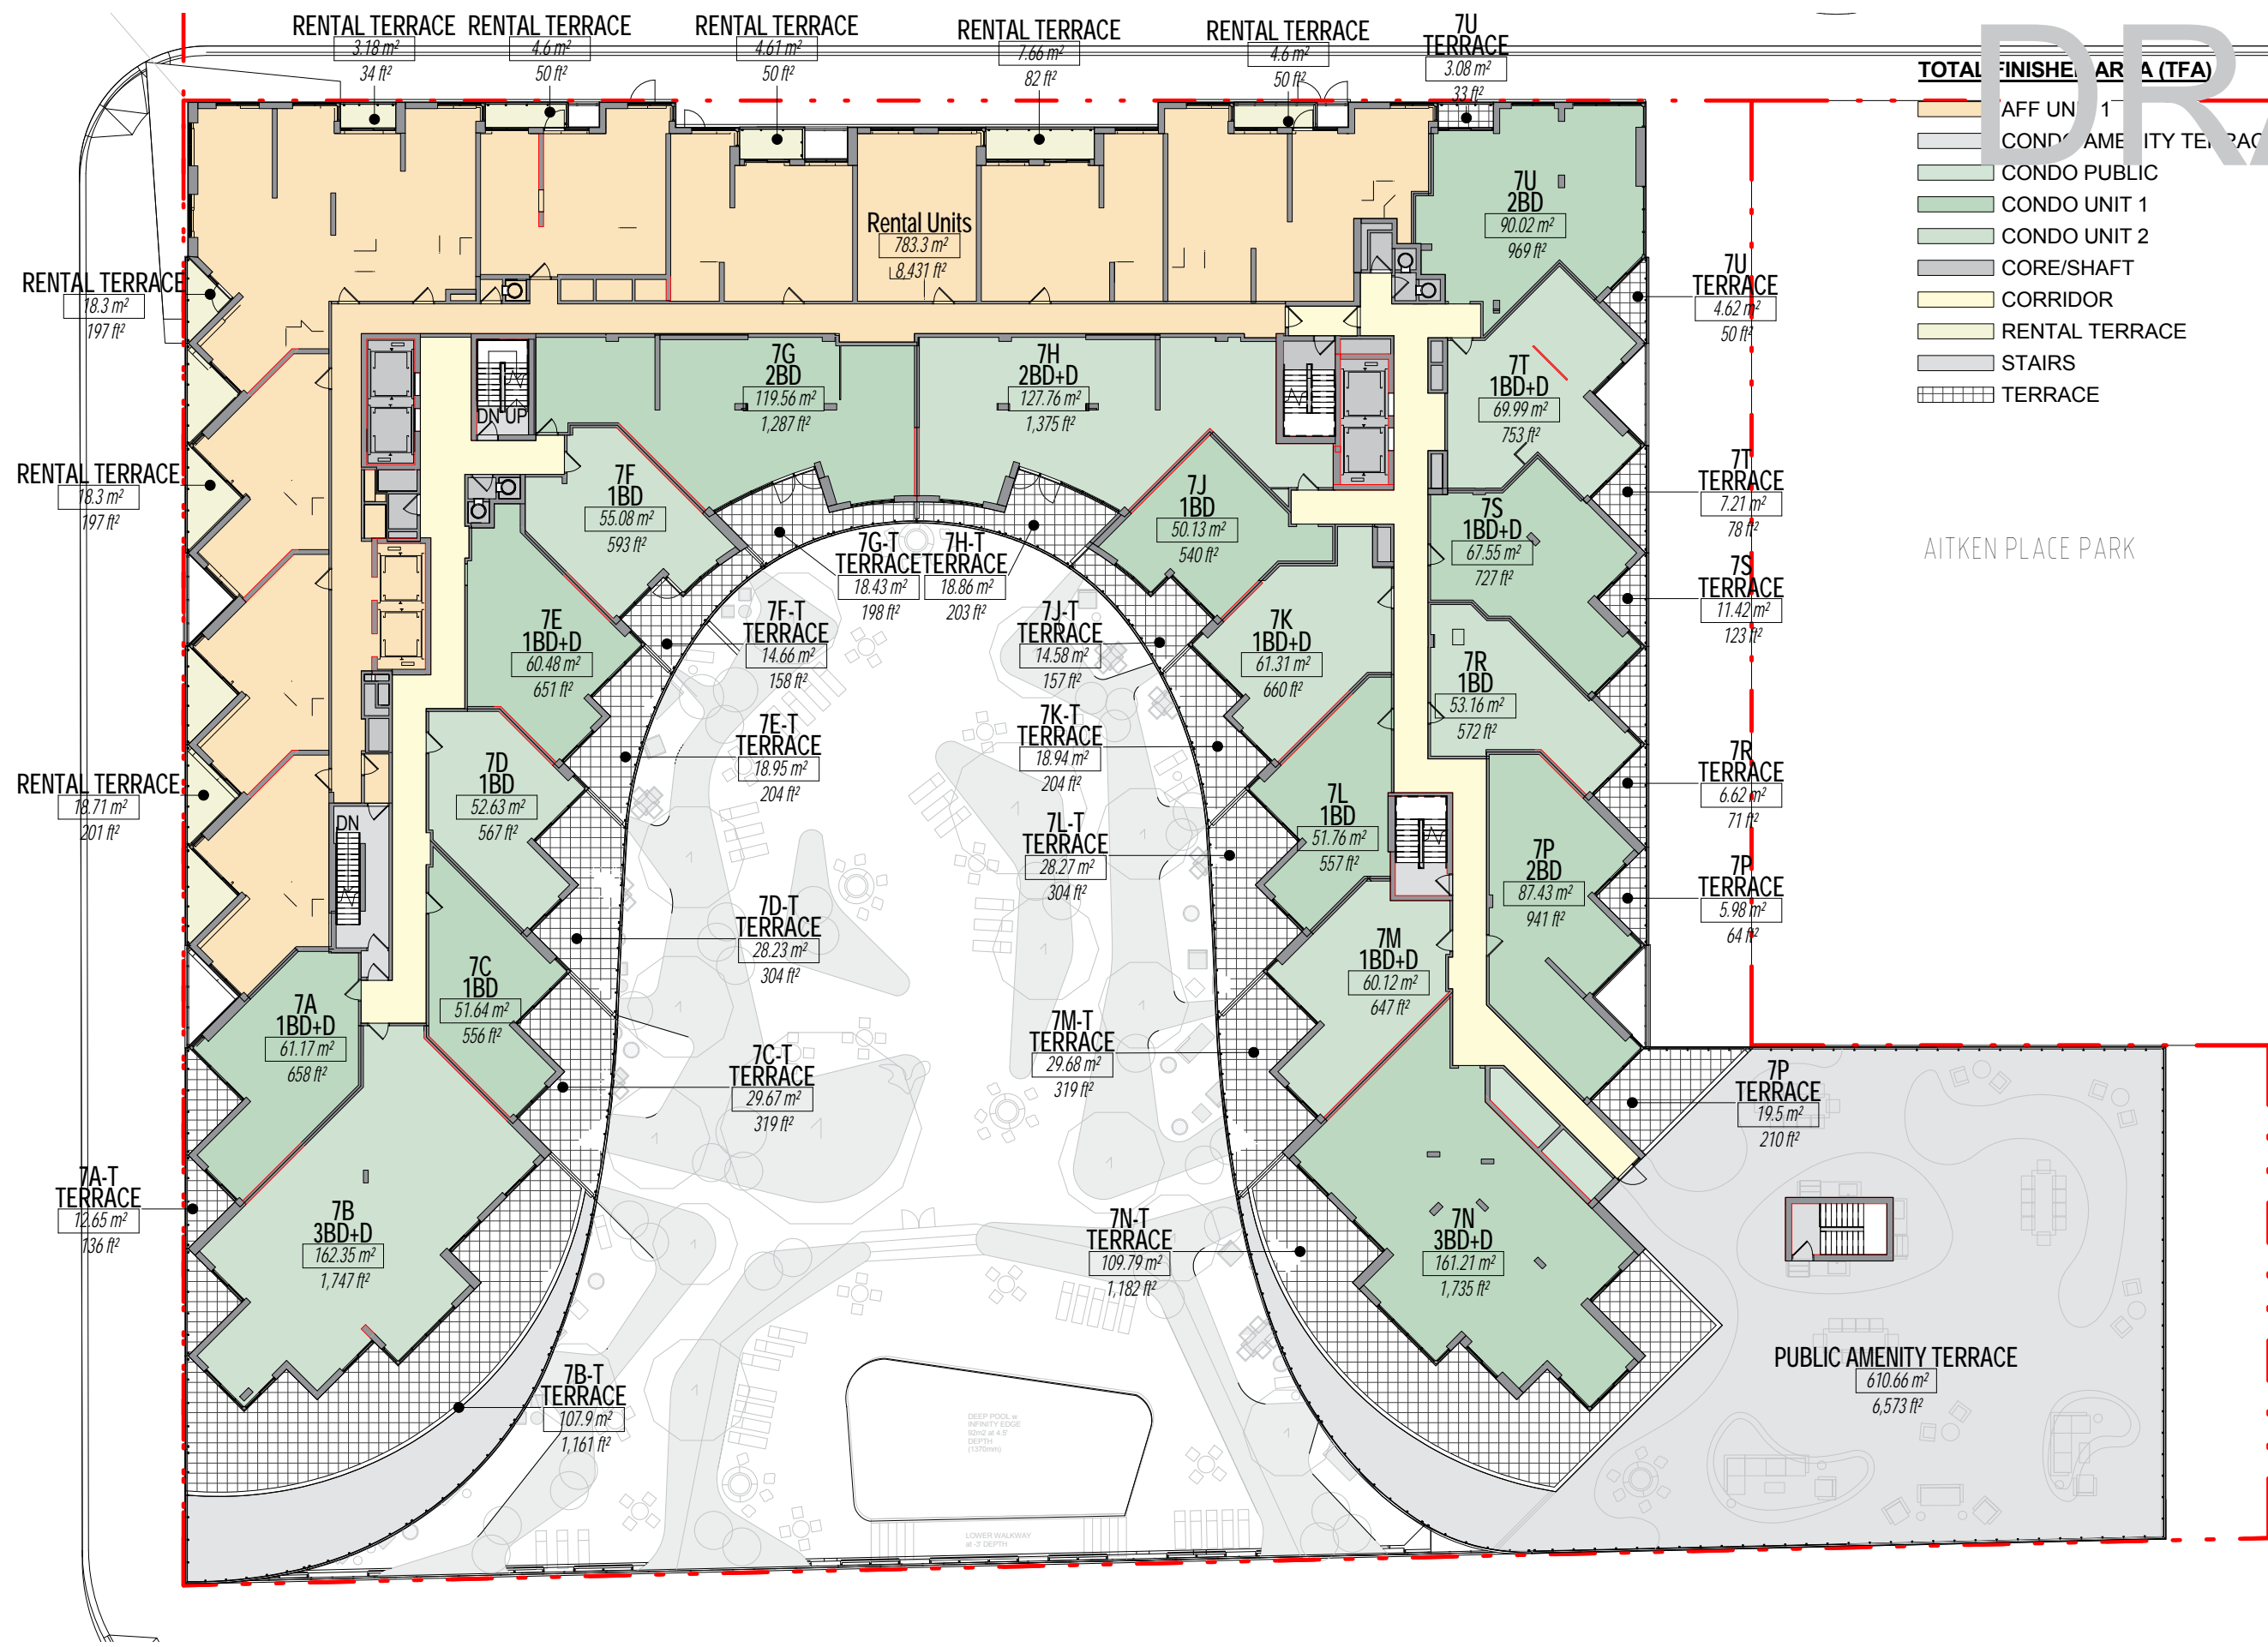 RENTAL TERRACE
3.18 m²
34 ft²
RENTAL TERRACE
4.6 m²
50 ft²
RENTAL TERRACE
4.61 m²
50 ft²
RENTAL TERRACE
7.66 m²
82 ft²
RENTAL TERRACE
4.6 m²
50 ft²
7U
TERRACE
3.08 m²
33 ft²
DRA
TOTAL FINISHED AREA (TFA)
AFF UNIT 1
CONDO AMENITY TERRAC
CONDO PUBLIC
CONDO UNIT 1
CONDO UNIT 2
CORE/SHAFT
CORRIDOR
RENTAL TERRACE
STAIRS
TERRACE
Rental Units
783.3 m²
8,431 ft²
7U
2BD
90.02 m²
969 ft²
RENTAL TERRACE
18.3 m²
197 ft²
7U
TERRACE
4.62 m²
50 ft²
7G
2BD
119.56 m²
1,287 ft²
7H
2BD+D
127.76 m²
1,375 ft²
7T
1BD+D
69.99 m²
753 ft²
DN UP
RENTAL TERRACE
18.3 m²
197 ft²
7F
1BD
55.08 m²
593 ft²
7J
1BD
50.13 m²
540 ft²
7S
1BD+D
67.55 m²
727 ft²
7T
TERRACE
7.21 m²
78 ft²
AITKEN PLACE PARK
7G-T
TERRACE
18.43 m²
198 ft²
7H-T
TERRACE
18.86 m²
203 ft²
7S
TERRACE
11.42 m²
123 ft²
7E
1BD+D
60.48 m²
651 ft²
7F-T
TERRACE
14.66 m²
158 ft²
7J-T
TERRACE
14.58 m²
157 ft²
7K
1BD+D
61.31 m²
660 ft²
7R
1BD
53.16 m²
572 ft²
7E-T
TERRACE
18.95 m²
204 ft²
7K-T
TERRACE
18.94 m²
204 ft²
7R
TERRACE
6.62 m²
71 ft²
RENTAL TERRACE
18.71 m²
201 ft²
DN
7D
1BD
52.63 m²
567 ft²
7L-T
TERRACE
28.27 m²
304 ft²
7L
1BD
51.76 m²
557 ft²
7P
2BD
87.43 m²
941 ft²
7P
TERRACE
5.98 m²
64 ft²
7D-T
TERRACE
28.23 m²
304 ft²
7C
1BD
51.64 m²
556 ft²
7M
1BD+D
60.12 m²
647 ft²
7A
1BD+D
61.17 m²
658 ft²
7C-T
TERRACE
29.67 m²
319 ft²
7M-T
TERRACE
29.68 m²
319 ft²
7P
TERRACE
19.5 m²
210 ft²
7A-T
TERRACE
12.65 m²
136 ft²
7B
3BD+D
162.35 m²
1,747 ft²
7N-T
TERRACE
109.79 m²
1,182 ft²
7N
3BD+D
161.21 m²
1,735 ft²
7B-T
TERRACE
107.9 m²
1,161 ft²
PUBLIC AMENITY TERRACE
610.66 m²
6,573 ft²
DEEP POOL w
INFINITY EDGE
92m2 at 4.5'
DEPTH
(1370mm)
LOWER WALKWAY
at -3' DEPTH